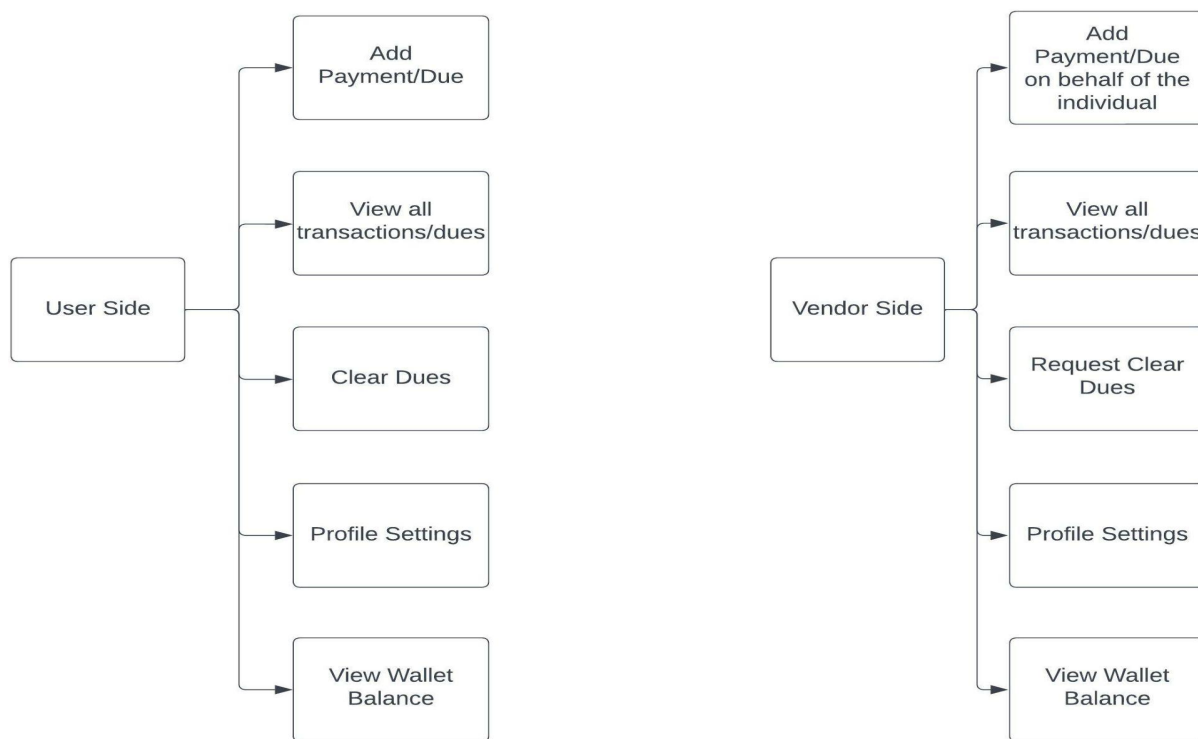 User Side
Add
Payment/Due
View all
transactions/dues
Clear Dues
Profile Settings
View Wallet
Balance
Vendor Side
Add
Payment/Due
on behalf of the
individual
View all
transactions/dues
Request Clear
Dues
Profile Settings
View Wallet
Balance